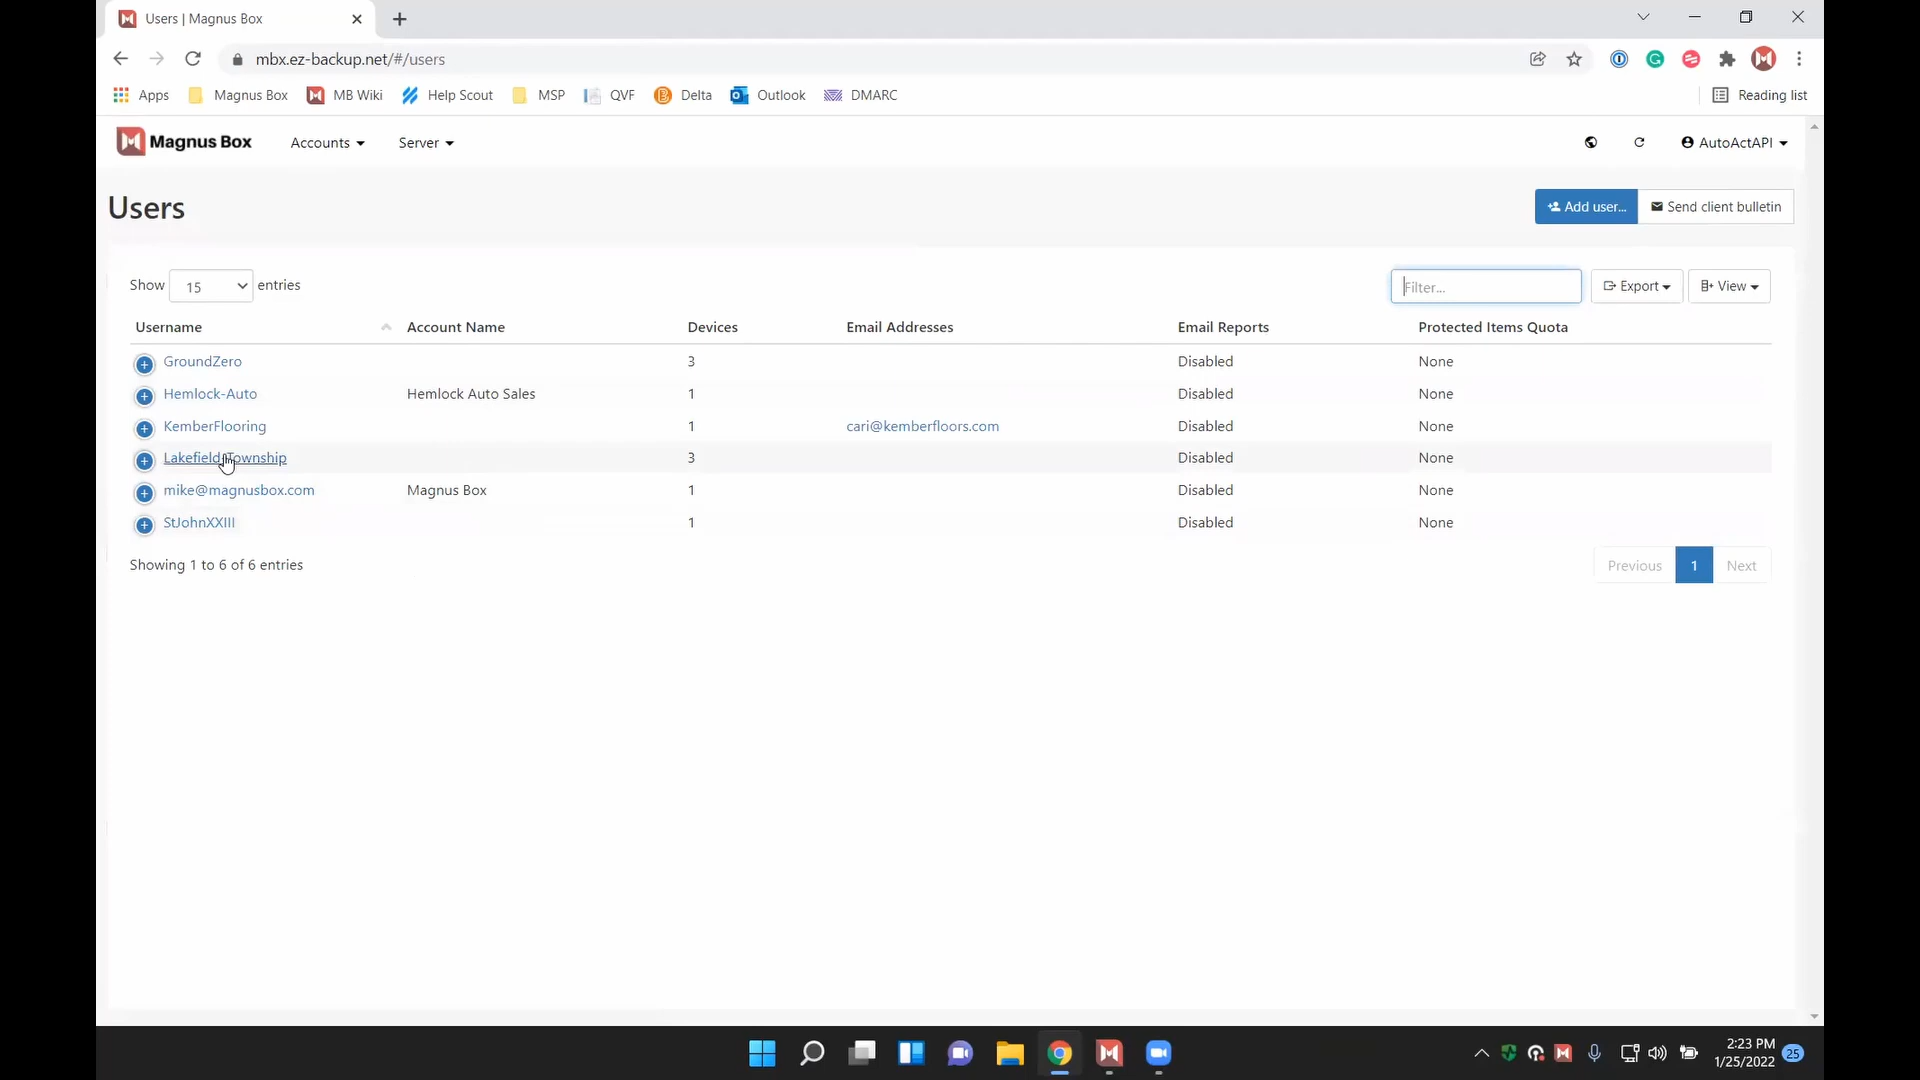 Users | Magnus Box
mbx.ez-backup.net/#/users
Apps Magnus Box MB Wiki Help Scout MSP QVF Delta Outlook DMARC Reading list
Magnus Box Accounts Server AutoActAPI
Users
Add user... Send client bulletin
Show 15 entries Filter... Export View
Username Account Name Devices Email Addresses Email Reports Protected Items Quota
GroundZero 3 Disabled None
Hemlock-Auto Hemlock Auto Sales 1 Disabled None
KemberFlooring 1 cari@kemberfloors.com Disabled None
Lakefield Township 3 Disabled None
mike@magnusbox.com Magnus Box 1 Disabled None
StJohnXXIII 1 Disabled None
Showing 1 to 6 of 6 entries Previous 1 Next
2:23 PM
1/25/2022 25